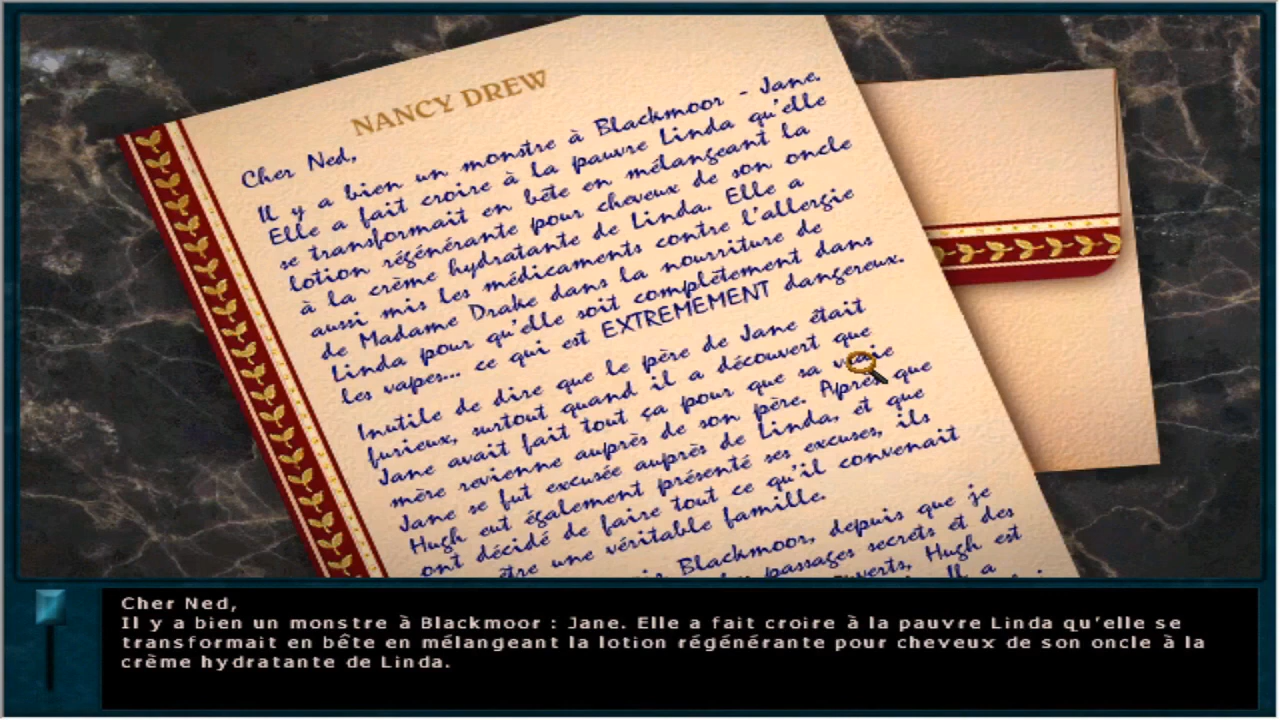 NANCY DREW
Cher Ned,
Il y a bien un monstre à Blackmoor - Jane.
Elle a fait croire à la pauvre Linda qu'elle
se transformait en bête en mélangeant la
lotion régénérante pour cheveux de son oncle
à la crème hydratante de Linda. Elle a
aussi mis les médicaments contre l'allergie
de Madame Drake dans la nourriture de
Linda pour qu'elle soit complètement dans
les vapes... ce qui est EXTREMEMENT dangereux.
Inutile de dire que le père de Jane était
furieux, surtout quand il a découvert que
Jane avait fait tout ça pour que sa vraie
mère revienne auprès de son père. Après que
Jane se fut excusée auprès de Linda, et que
Hugh eut également présenté ses excuses, ils
ont décidé de faire tout ce qu'il convenait
être une véritable famille.
Blackmoor, depuis que je
passages secrets et des
Hugh est
Il a
Cher Ned,
Il y a bien un monstre à Blackmoor : Jane. Elle a fait croire à la pauvre Linda qu'elle se
transformait en bête en mélangeant la lotion régénérante pour cheveux de son oncle à la
crème hydratante de Linda.